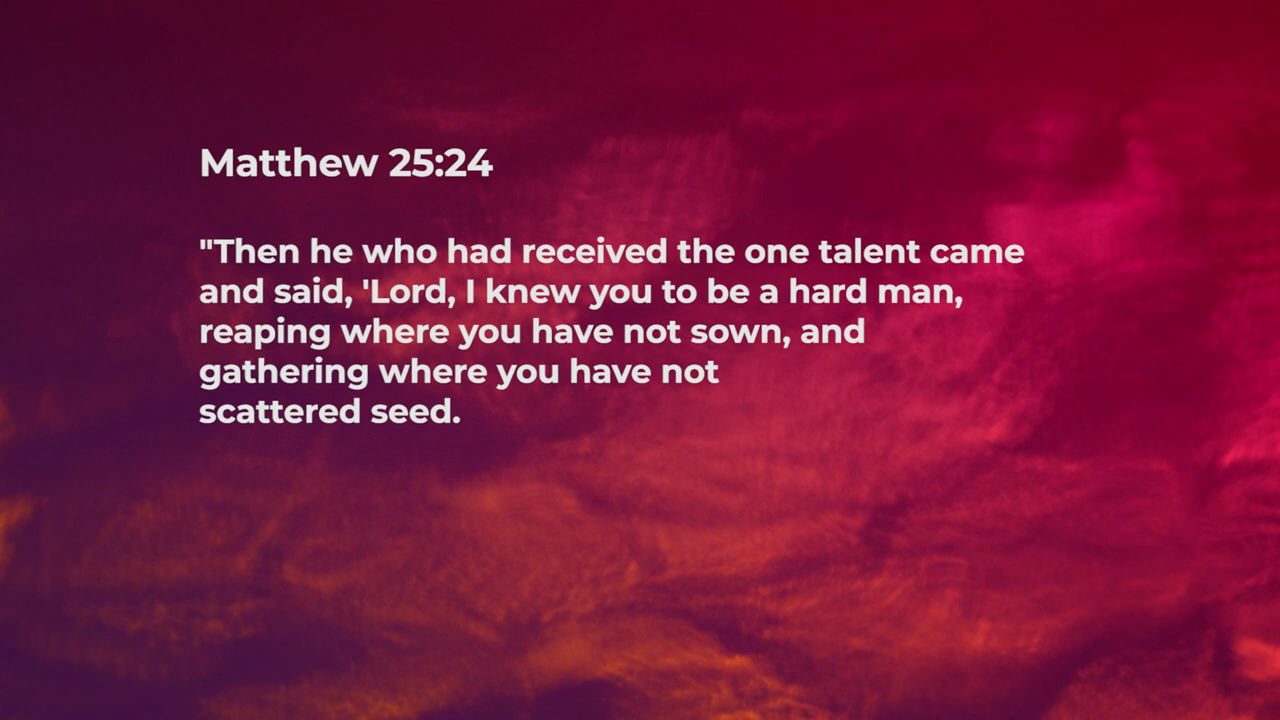 Matthew 25:24
"Then he who had received the one talent came
and said, 'Lord, I knew you to be a hard man,
reaping where you have not sown, and
gathering where you have not
scattered seed.